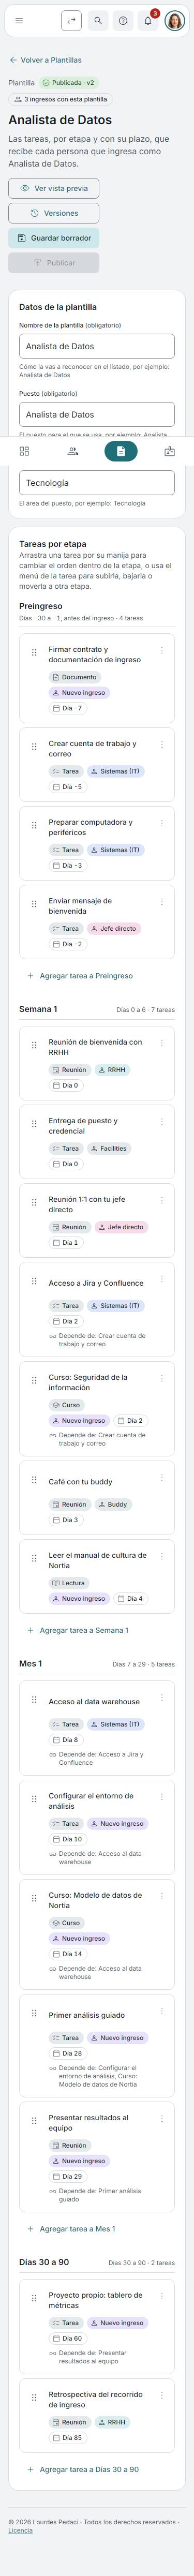 3
Volver a Plantillas
Plantilla
Publicada · v2
3 ingresos con esta plantilla
Analista de Datos
Las tareas, por etapa y con su plazo, que
recibe cada persona que ingresa como
Analista de Datos.
Ver vista previa
Versiones
Guardar borrador
Publicar
Datos de la plantilla
Nombre de la plantilla (obligatorio)
Analista de Datos
Cómo la vas a reconocer en el listado, por ejemplo:
Analista de Datos
Puesto (obligatorio)
Analista de Datos
El puesto para el que se usa, por ejemplo: Analista
Tecnología
El área del puesto, por ejemplo: Tecnología
Tareas por etapa
Arrastra una tarea por su manija para
cambiar el orden dentro de la etapa, o usa el
menú de la tarea para subirla, bajarla o
moverla a otra etapa.
Preingreso
Días -30 a -1, antes del ingreso · 4 tareas
Firmar contrato y
documentación de ingreso
Documento
Nuevo ingreso
Día -7
Crear cuenta de trabajo y
correo
Tarea
Sistemas (IT)
Día -5
Preparar computadora y
periféricos
Tarea
Sistemas (IT)
Día -3
Enviar mensaje de
bienvenida
Tarea
Jefe directo
Día -2
Agregar tarea a Preingreso
Semana 1
Días 0 a 6 · 7 tareas
Reunión de bienvenida con
RRHH
Reunión
RRHH
Día 0
Entrega de puesto y
credencial
Tarea
Facilities
Día 0
Reunión 1:1 con tu jefe
directo
Reunión
Jefe directo
Día 1
Acceso a Jira y Confluence
Tarea
Sistemas (IT)
Día 2
Depende de: Crear cuenta de
trabajo y correo
Curso: Seguridad de la
información
Curso
Nuevo ingreso
Día 2
Depende de: Crear cuenta de
trabajo y correo
Café con tu buddy
Reunión
Buddy
Día 3
Leer el manual de cultura de
Nortia
Lectura
Nuevo ingreso
Día 4
Agregar tarea a Semana 1
Mes 1
Días 7 a 29 · 5 tareas
Acceso al data warehouse
Tarea
Sistemas (IT)
Día 8
Depende de: Acceso a Jira y
Confluence
Configurar el entorno de
análisis
Tarea
Nuevo ingreso
Día 10
Depende de: Acceso al data
warehouse
Curso: Modelo de datos de
Nortia
Curso
Nuevo ingreso
Día 14
Depende de: Acceso al data
warehouse
Primer análisis guiado
Tarea
Nuevo ingreso
Día 28
Depende de: Configurar el
entorno de análisis, Curso:
Modelo de datos de Nortia
Presentar resultados al
equipo
Reunión
Nuevo ingreso
Día 29
Depende de: Primer análisis
guiado
Agregar tarea a Mes 1
Días 30 a 90
Días 30 a 90 · 2 tareas
Proyecto propio: tablero de
métricas
Tarea
Nuevo ingreso
Día 60
Depende de: Presentar
resultados al equipo
Retrospectiva del recorrido
de ingreso
Reunión
RRHH
Día 85
Agregar tarea a Días 30 a 90
© 2026 Lourdes Pedaci · Todos los derechos reservados ·
Licencia